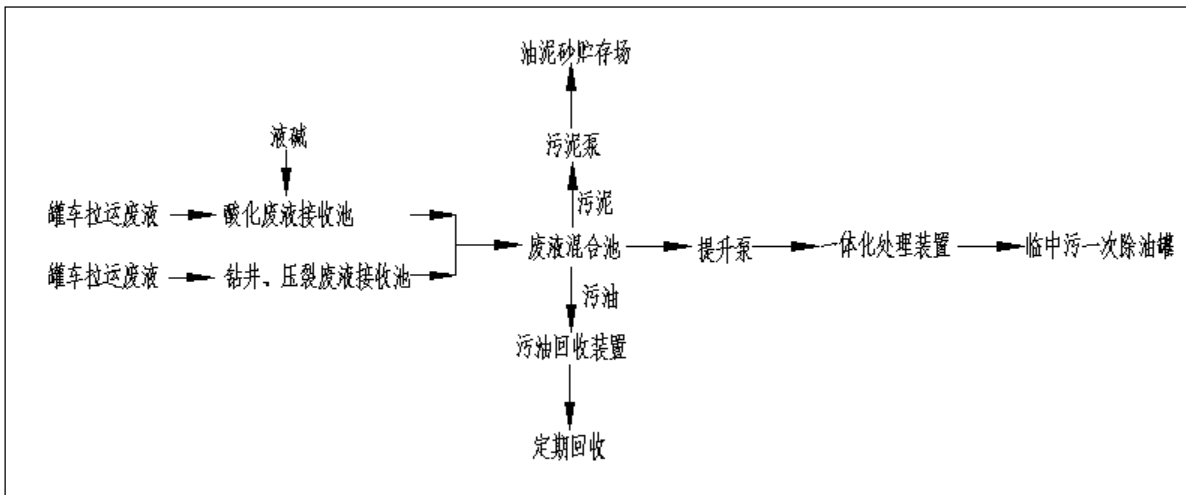 油泥砂贮存场
液碱
污泥泵
污泥
罐车拉运废液
酸化废液接收池
废液混合池
提升泵
一体化处理装置
临中污一次除油罐
罐车拉运废液
钻井、压裂废液接收池
污油
污油回收装置
定期回收